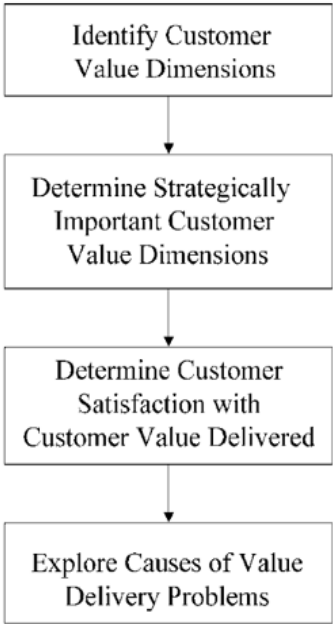 Identify Customer
Value Dimensions
Determine Strategically
Important Customer
Value Dimensions
Determine Customer
Satisfaction with
Customer Value Delivered
Explore Causes of Value
Delivery Problems